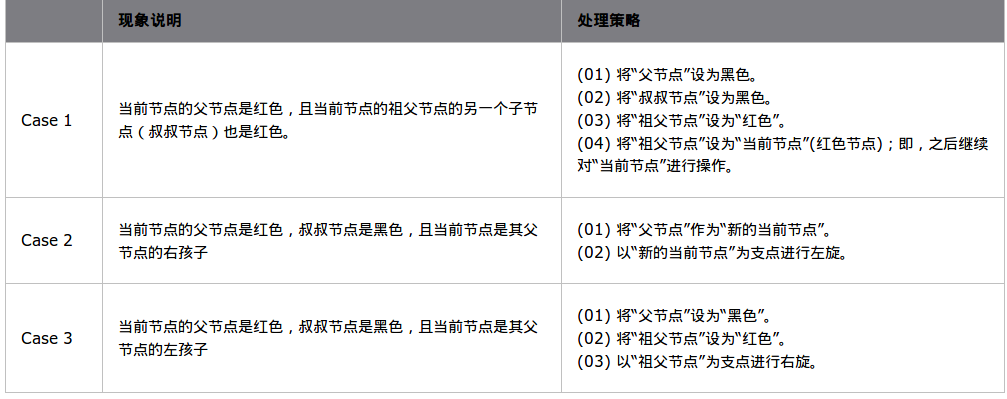 现象说明 处理策略
Case 1
当前节点的父节点是红色，且当前节点的祖父节点的另一个子节
点（叔叔节点）也是红色。
(01) 将“父节点”设为黑色。
(02) 将“叔叔节点”设为黑色。
(03) 将“祖父节点”设为“红色”。
(04) 将“祖父节点”设为“当前节点”(红色节点)；即，之后继续
对“当前节点”进行操作。
Case 2
当前节点的父节点是红色，叔叔节点是黑色，且当前节点是其父
节点的右孩子
(01) 将“父节点”作为“新的当前节点”。
(02) 以“新的当前节点”为支点进行左旋。
Case 3
当前节点的父节点是红色，叔叔节点是黑色，且当前节点是其父
节点的左孩子
(01) 将“父节点”设为“黑色”。
(02) 将“祖父节点”设为“红色”。
(03) 以“祖父节点”为支点进行右旋。